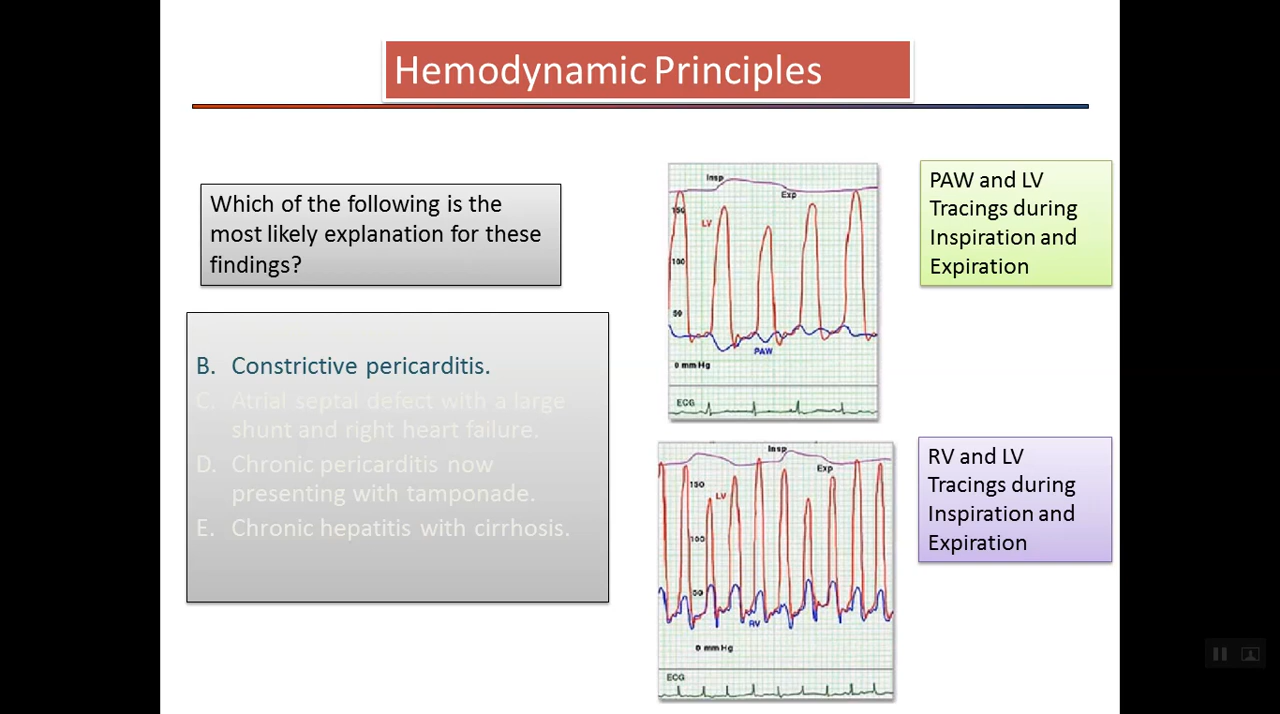 Hemodynamic Principles
Which of the following is the
most likely explanation for these
findings?
B. Constrictive pericarditis.
C. Atrial septal defect with a large
shunt and right heart failure.
D. Chronic pericarditis now
presenting with tamponade.
E. Chronic hepatitis with cirrhosis.
Insp
Exp
150
LV
100
50
PAW
0 mm Hg
ECG
PAW and LV
Tracings during
Inspiration and
Expiration
Insp
Exp
150
LV
100
50
RV
0 mm Hg
ECG
RV and LV
Tracings during
Inspiration and
Expiration